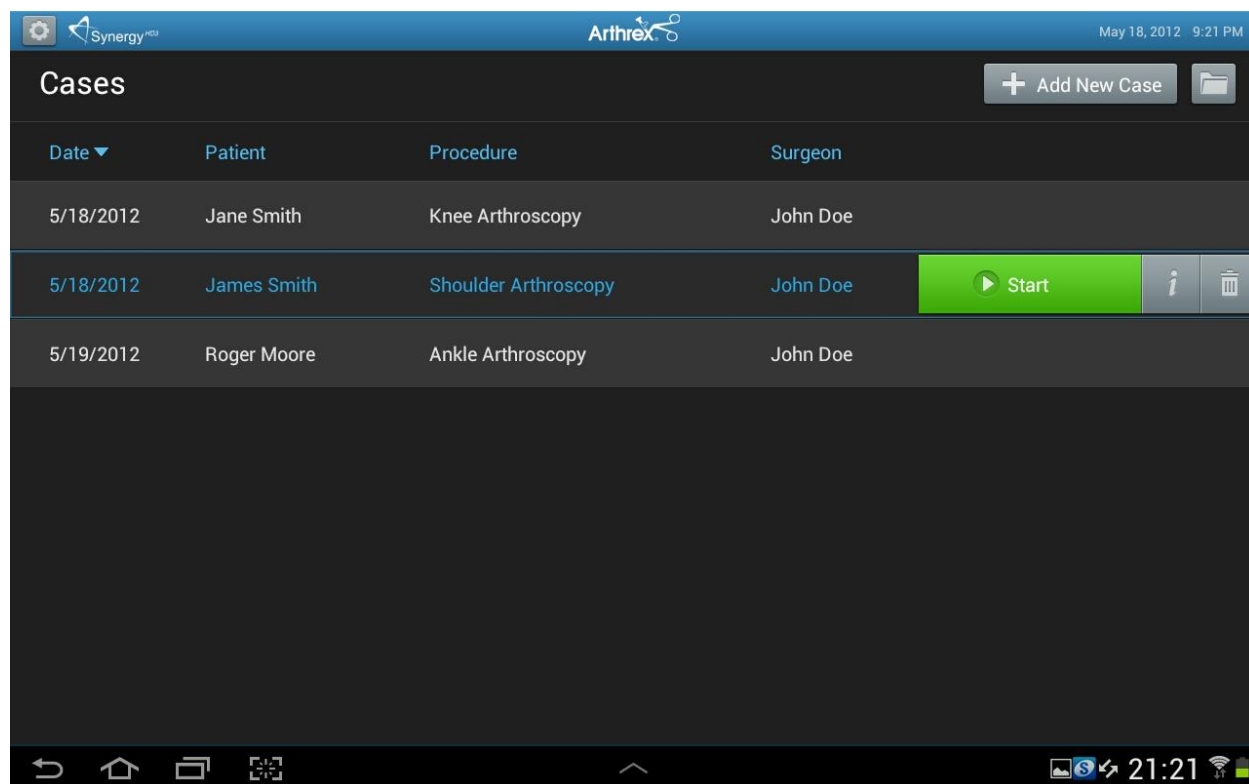 Synergy HD3 Arthrex May 18, 2012 9:21 PM
Cases + Add New Case
Date ▼ Patient Procedure Surgeon
5/18/2012 Jane Smith Knee Arthroscopy John Doe
5/18/2012 James Smith Shoulder Arthroscopy John Doe Start i
5/19/2012 Roger Moore Ankle Arthroscopy John Doe
21:21